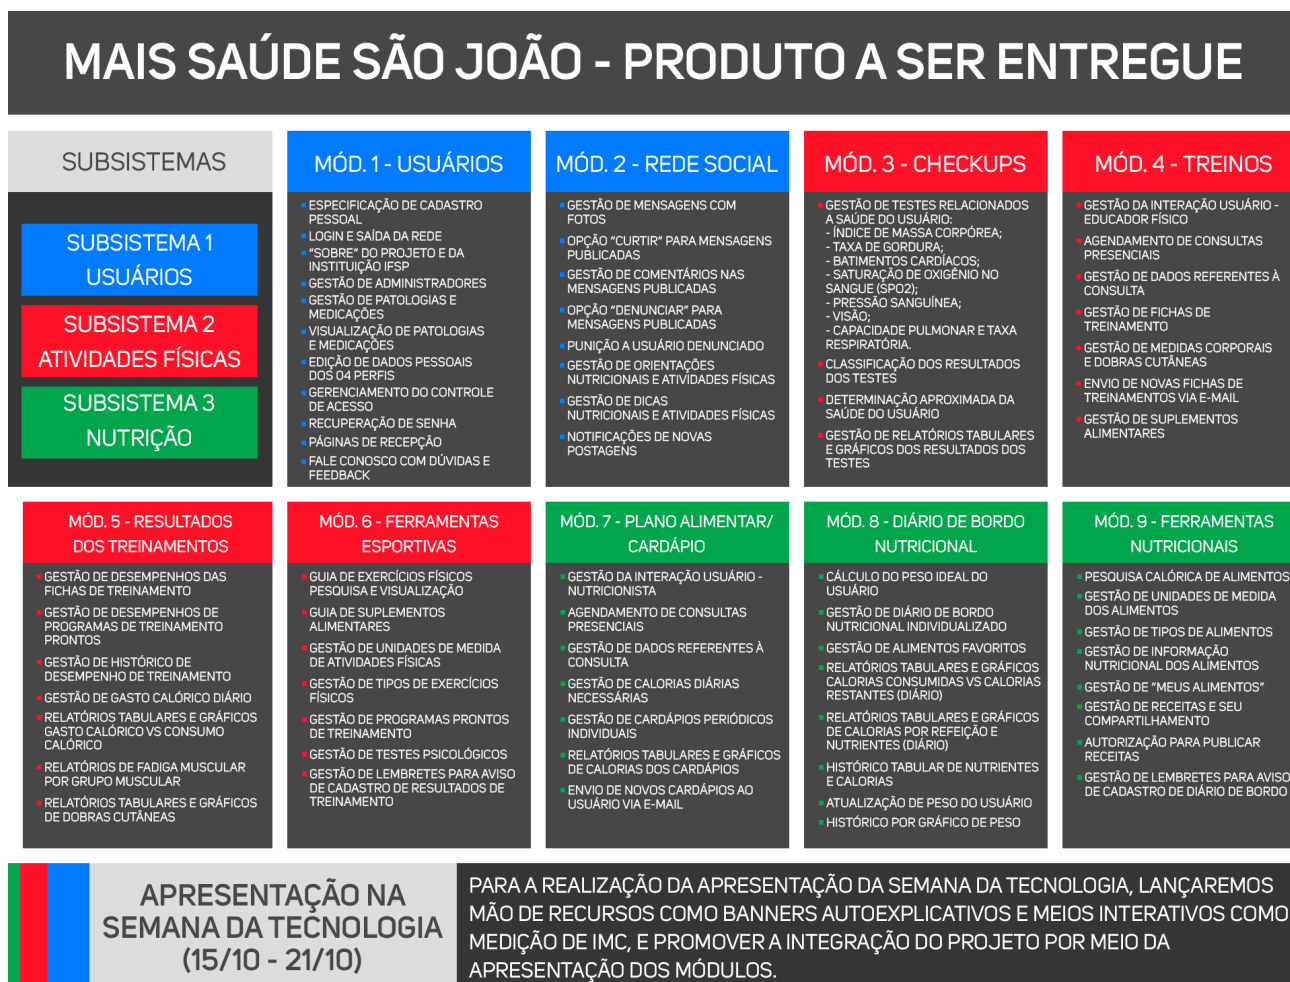 MAIS SAÚDE SÃO JOÃO - PRODUTO A SER ENTREGUE
SUBSISTEMAS
SUBSISTEMA 1
USUÁRIOS
SUBSISTEMA 2
ATIVIDADES FÍSICAS
SUBSISTEMA 3
NUTRIÇÃO
MÓD. 1 - USUÁRIOS
ESPECIFICAÇÃO DE CADASTRO
PESSOAL
LOGIN E SAÍDA DA REDE
“SOBRE” DO PROJETO E DA
INSTITUIÇÃO IFSP
GESTÃO DE ADMINISTRADORES
GESTÃO DE PATOLOGIAS E
MEDICAÇÕES
VISUALIZAÇÃO DE PATOLOGIAS
E MEDICAÇÕES
EDIÇÃO DE DADOS PESSOAIS
DOS 04 PERFIS
GERENCIAMENTO DO CONTROLE
DE ACESSO
RECUPERAÇÃO DE SENHA
PÁGINAS DE RECEPÇÃO
FALE CONOSCO COM DÚVIDAS E
FEEDBACK
MÓD. 2 - REDE SOCIAL
GESTÃO DE MENSAGENS COM
FOTOS
OPÇÃO “CURTIR” PARA MENSAGENS
PUBLICADAS
GESTÃO DE COMENTÁRIOS NAS
MENSAGENS PUBLICADAS
OPÇÃO “DENUNCIAR” PARA
MENSAGENS PUBLICADAS
PUNIÇÃO A USUÁRIO DENUNCIADO
GESTÃO DE ORIENTAÇÕES
NUTRICIONAIS E ATIVIDADES FÍSICAS
GESTÃO DE DICAS
NUTRICIONAIS E ATIVIDADES FÍSICAS
NOTIFICAÇÕES DE NOVAS
POSTAGENS
MÓD. 3 - CHECKUPS
GESTÃO DE TESTES RELACIONADOS
A SAÚDE DO USUÁRIO:
- ÍNDICE DE MASSA CORPÓREA;
- TAXA DE GORDURA;
- BATIMENTOS CARDÍACOS;
- SATURAÇÃO DE OXIGÊNIO NO
SANGUE (SPO2);
- PRESSÃO SANGUÍNEA;
- VISÃO;
- CAPACIDADE PULMONAR E TAXA
RESPIRATÓRIA.
CLASSIFICAÇÃO DOS RESULTADOS
DOS TESTES
DETERMINAÇÃO APROXIMADA DA
SAÚDE DO USUÁRIO
GESTÃO DE RELATÓRIOS TABULARES
E GRÁFICOS DOS RESULTADOS DOS
TESTES
MÓD. 4 - TREINOS
GESTÃO DA INTERAÇÃO USUÁRIO -
EDUCADOR FÍSICO
AGENDAMENTO DE CONSULTAS
PRESENCIAIS
GESTÃO DE DADOS REFERENTES À
CONSULTA
GESTÃO DE FICHAS DE
TREINAMENTO
GESTÃO DE MEDIDAS CORPORAIS
E DOBRAS CUTÂNEAS
ENVIO DE NOVAS FICHAS DE
TREINAMENTOS VIA E-MAIL
GESTÃO DE SUPLEMENTOS
ALIMENTARES
MÓD. 5 - RESULTADOS
DOS TREINAMENTOS
GESTÃO DE DESEMPENHOS DAS
FICHAS DE TREINAMENTO
GESTÃO DE DESEMPENHOS DE
PROGRAMAS DE TREINAMENTO
PRONTOS
GESTÃO DE HISTÓRICO DE
DESEMPENHO DE TREINAMENTO
GESTÃO DE GASTO CALÓRICO DIÁRIO
RELATÓRIOS TABULARES E GRÁFICOS
GASTO CALÓRICO VS CONSUMO
CALÓRICO
RELATÓRIOS DE FADIGA MUSCULAR
POR GRUPO MUSCULAR
RELATÓRIOS TABULARES E GRÁFICOS
DE DOBRAS CUTÂNEAS
MÓD. 6 - FERRAMENTAS
ESPORTIVAS
GUIA DE EXERCÍCIOS FÍSICOS
PESQUISA E VISUALIZAÇÃO
GUIA DE SUPLEMENTOS
ALIMENTARES
GESTÃO DE UNIDADES DE MEDIDA
DE ATIVIDADES FÍSICAS
GESTÃO DE TIPOS DE EXERCÍCIOS
FÍSICOS
GESTÃO DE PROGRAMAS PRONTOS
DE TREINAMENTO
GESTÃO DE TESTES PSICOLÓGICOS
GESTÃO DE LEMBRETES PARA AVISO
DE CADASTRO DE RESULTADOS DE
TREINAMENTO
MÓD. 7 - PLANO ALIMENTAR/
CARDÁPIO
GESTÃO DA INTERAÇÃO USUÁRIO -
NUTRICIONISTA
AGENDAMENTO DE CONSULTAS
PRESENCIAIS
GESTÃO DE DADOS REFERENTES À
CONSULTA
GESTÃO DE CALORIAS DIÁRIAS
NECESSÁRIAS
GESTÃO DE CARDÁPIOS PERIÓDICOS
INDIVIDUAIS
RELATÓRIOS TABULARES E GRÁFICOS
DE CALORIAS DOS CARDÁPIOS
ENVIO DE NOVOS CARDÁPIOS AO
USUÁRIO VIA E-MAIL
MÓD. 8 - DIÁRIO DE BORDO
NUTRICIONAL
CÁLCULO DO PESO IDEAL DO
USUÁRIO
GESTÃO DE DIÁRIO DE BORDO
NUTRICIONAL INDIVIDUALIZADO
GESTÃO DE ALIMENTOS FAVORITOS
RELATÓRIOS TABULARES E GRÁFICOS
CALORIAS CONSUMIDAS VS CALORIAS
RESTANTES (DIÁRIO)
RELATÓRIOS TABULARES E GRÁFICOS
DE CALORIAS POR REFEIÇÃO E
NUTRIENTES (DIÁRIO)
HISTÓRICO TABULAR DE NUTRIENTES
E CALORIAS
ATUALIZAÇÃO DE PESO DO USUÁRIO
HISTÓRICO POR GRÁFICO DE PESO
MÓD. 9 - FERRAMENTAS
NUTRICIONAIS
PESQUISA CALÓRICA DE ALIMENTOS
GESTÃO DE UNIDADES DE MEDIDA
DOS ALIMENTOS
GESTÃO DE TIPOS DE ALIMENTOS
GESTÃO DE INFORMAÇÃO
NUTRICIONAL DOS ALIMENTOS
GESTÃO DE “MEUS ALIMENTOS”
GESTÃO DE RECEITAS E SEU
COMPARTILHAMENTO
AUTORIZAÇÃO PARA PUBLICAR
RECEITAS
GESTÃO DE LEMBRETES PARA AVISO
DE CADASTRO DE DIÁRIO DE BORDO
APRESENTAÇÃO NA
SEMANA DA TECNOLOGIA
(15/10 - 21/10)
PARA A REALIZAÇÃO DA APRESENTAÇÃO DA SEMANA DA TECNOLOGIA, LANÇAREMOS
MÃO DE RECURSOS COMO BANNERS AUTOEXPLICATIVOS E MEIOS INTERATIVOS COMO
MEDIÇÃO DE IMC, E PROMOVER A INTEGRAÇÃO DO PROJETO POR MEIO DA
APRESENTAÇÃO DOS MÓDULOS.